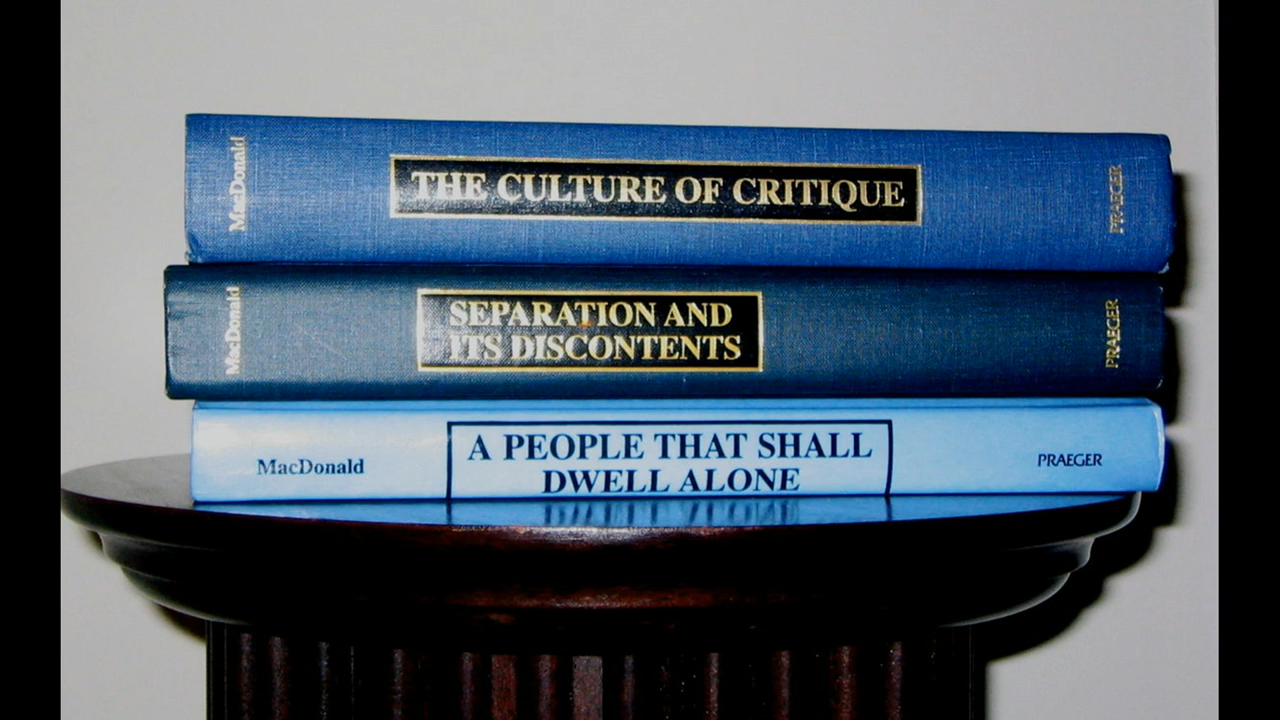 MacDonald
THE CULTURE OF CRITIQUE
PRAEGER
MacDonald
SEPARATION AND
ITS DISCONTENTS
PRAEGER
MacDonald
A PEOPLE THAT SHALL
DWELL ALONE
PRAEGER